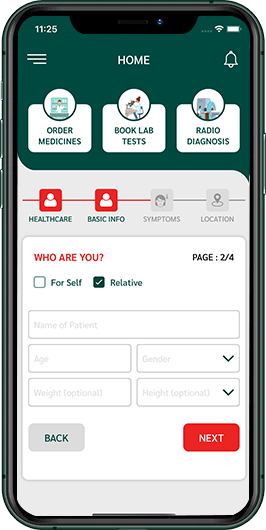 11:25
HOME
ORDER
MEDICINES
BOOK LAB
TESTS
RADIO
DIAGNOSIS
HEALTHCARE
BASIC INFO
SYMPTOMS
LOCATION
WHO ARE YOU?
PAGE : 2/4
For Self
Relative
Name of Patient
Age
Gender
Weight (optional)
Height (optional)
BACK
NEXT